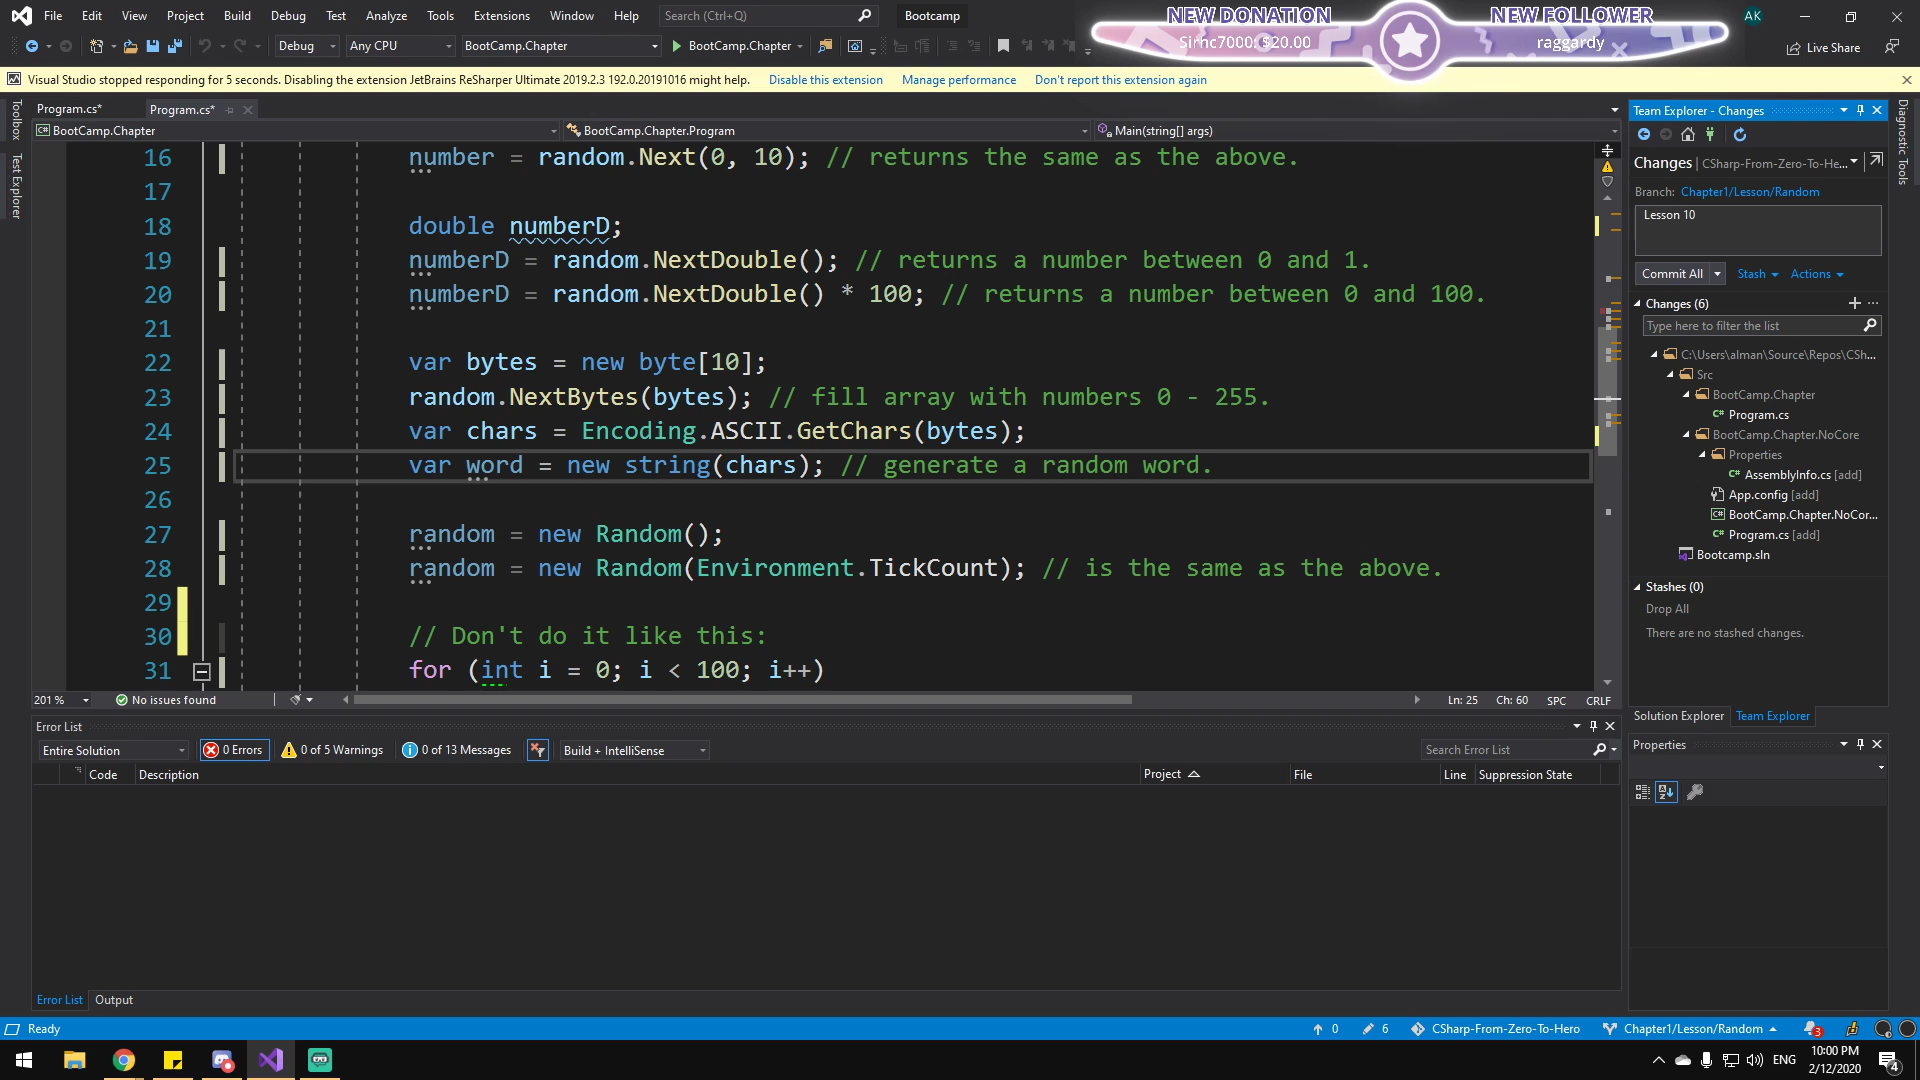 File Edit View Project Build Debug Test Analyze Tools Extensions Window Help Search (Ctrl+Q) Bootcamp
NEW DONATION
Sirhc7000: $20.00
NEW FOLLOWER
raggardy
AK
Debug Any CPU BootCamp.Chapter BootCamp.Chapter Live Share
Visual Studio stopped responding for 5 seconds. Disabling the extension JetBrains ReSharper Ultimate 2019.2.3 192.0.20191016 might help. Disable this extension Manage performance Don't report this extension again
Toolbox
Test Explorer
Program.cs* Program.cs*
BootCamp.Chapter BootCamp.Chapter.Program Main(string[] args)
16 number = random.Next(0, 10); // returns the same as the above.
17
18 double numberD;
19 numberD = random.NextDouble(); // returns a number between 0 and 1.
20 numberD = random.NextDouble() * 100; // returns a number between 0 and 100.
21
22 var bytes = new byte[10];
23 random.NextBytes(bytes); // fill array with numbers 0 - 255.
24 var chars = Encoding.ASCII.GetChars(bytes);
25 var word = new string(chars); // generate a random word.
26
27 random = new Random();
28 random = new Random(Environment.TickCount); // is the same as the above.
29
30 // Don't do it like this:
31 for (int i = 0; i < 100; i++)
201 % No issues found Ln: 25 Ch: 60 SPC CRLF
Team Explorer - Changes
Changes | CSharp-From-Zero-To-He...
Branch: Chapter1/Lesson/Random
Lesson 10
Commit All Stash Actions
Changes (6)
Type here to filter the list
C:\Users\alman\Source\Repos\CSh...
Src
BootCamp.Chapter
Program.cs
BootCamp.Chapter.NoCore
Properties
AssemblyInfo.cs [add]
App.config [add]
BootCamp.Chapter.NoCor...
Program.cs [add]
Bootcamp.sln
Stashes (0)
Drop All
There are no stashed changes.
Solution Explorer Team Explorer
Properties
Diagnostic Tools
Error List
Entire Solution 0 Errors 0 of 5 Warnings 0 of 13 Messages Build + IntelliSense Search Error List
Code Description Project File Line Suppression State
Error List Output
Ready 0 6 CSharp-From-Zero-To-Hero Chapter1/Lesson/Random 3
ENG 10:00 PM
2/12/2020
4